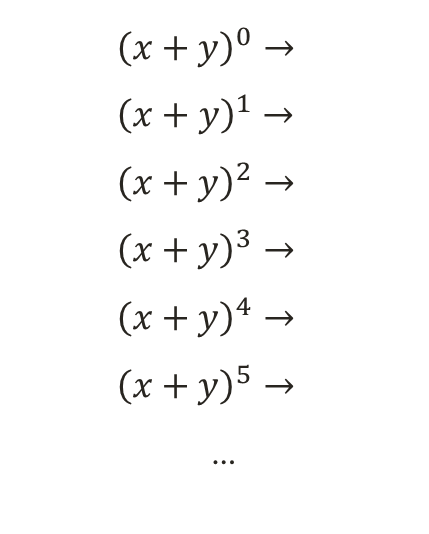 (x + y)⁰ →
(x + y)¹ →
(x + y)² →
(x + y)³ →
(x + y)⁴ →
(x + y)⁵ →
...